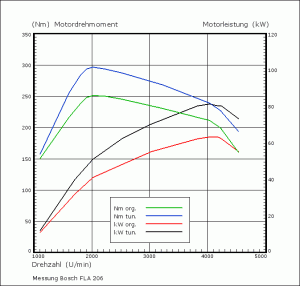 (Nm) Motordrehmoment Motorleistung (kW)
350 120
300 100
250 80
200
150 60
100 40
50 20
0 0
1000 2000 3000 4000 5000
Nm org.
Nm tun.
kW org.
kW tun.
Drehzahl (U/min)
Messung Bosch FLA 206